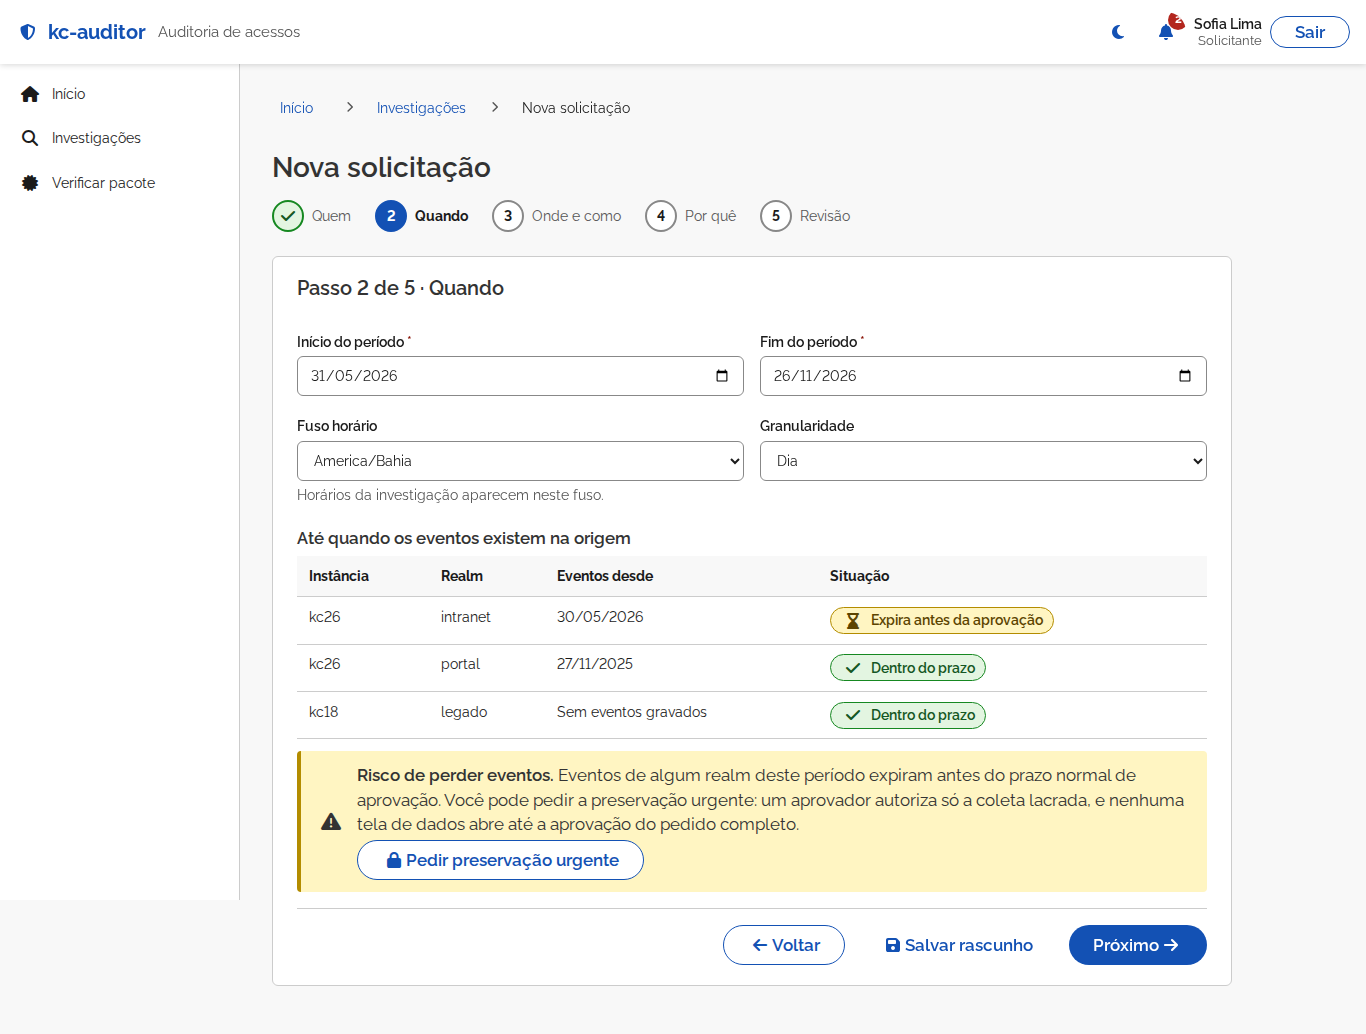 kc-auditor Auditoria de acessos
2
Sofia Lima
Solicitante
Sair
Início
Investigações
Verificar pacote
Início > Investigações > Nova solicitação
Nova solicitação
Quem 2 Quando 3 Onde e como 4 Por quê 5 Revisão
Passo 2 de 5 · Quando
Início do período * Fim do período *
31/05/2026 26/11/2026
Fuso horário Granularidade
America/Bahia Dia
Horários da investigação aparecem neste fuso.
Até quando os eventos existem na origem
Instância Realm Eventos desde Situação
kc26 intranet 30/05/2026 Expira antes da aprovação
kc26 portal 27/11/2025 Dentro do prazo
kc18 legado Sem eventos gravados Dentro do prazo
Risco de perder eventos. Eventos de algum realm deste período expiram antes do prazo normal de
aprovação. Você pode pedir a preservação urgente: um aprovador autoriza só a coleta lacrada, e nenhuma
tela de dados abre até a aprovação do pedido completo.
Pedir preservação urgente
Voltar Salvar rascunho Próximo